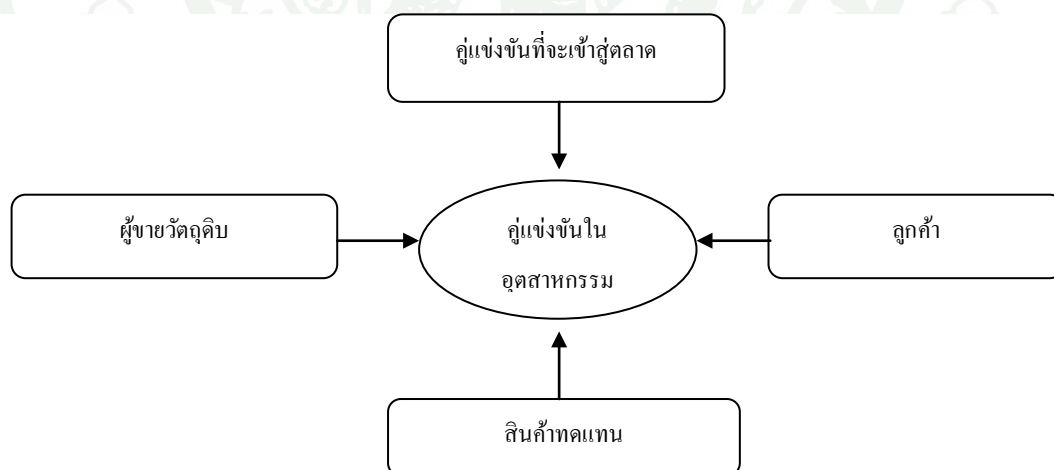 คู่แข่งขันที่จะเข้าสู่ตลาด
ผู้ขายวัตถุดิบ
คู่แข่งขันใน
อุตสาหกรรม
ลูกค้า
สินค้าทดแทน